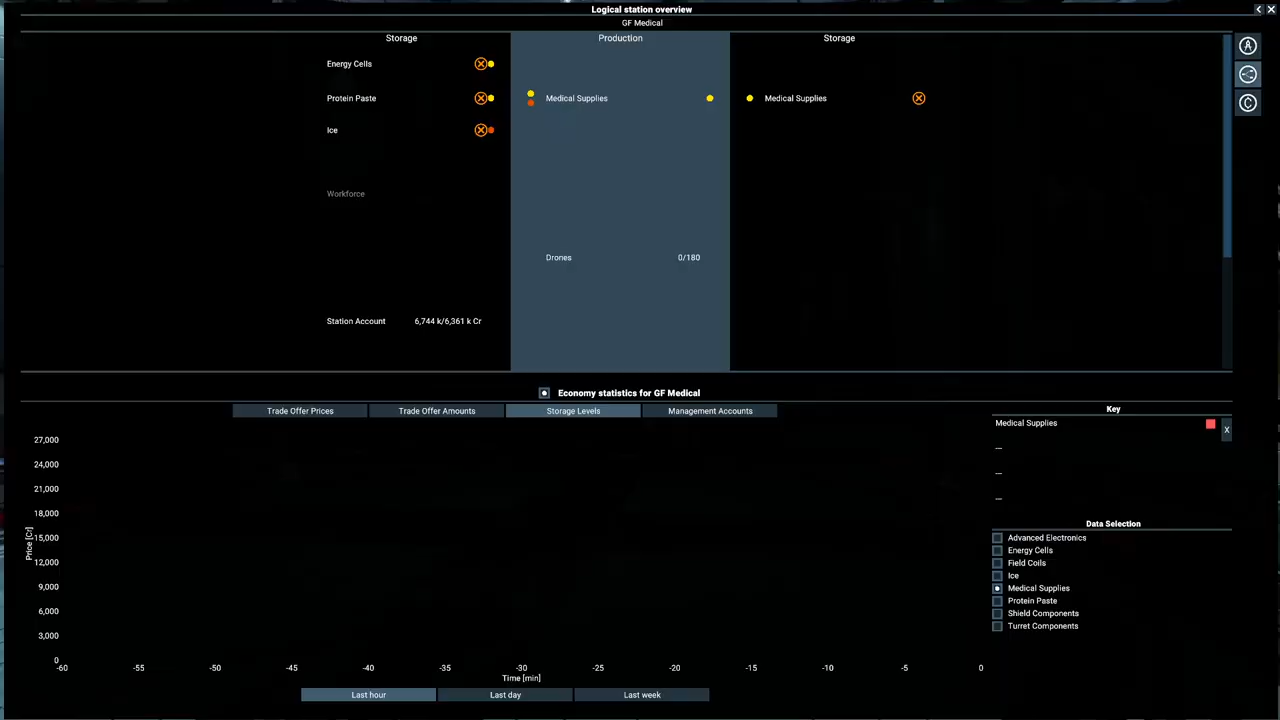 Logical station overview
GF Medical
Storage
Production
Storage
Energy Cells
Protein Paste
Medical Supplies
Medical Supplies
Ice
Workforce
Drones 0/180
Station Account 6,744 k/6,361 k Cr
Economy statistics for GF Medical
Trade Offer Prices
Trade Offer Amounts
Storage Levels
Management Accounts
Key
Medical Supplies
X
---
---
---
27,000
24,000
21,000
18,000
15,000
12,000
9,000
6,000
3,000
0
Price [Cr]
-60
-55
-50
-45
-40
-35
-30
-25
-20
-15
-10
-5
0
Time [min]
Last hour
Last day
Last week
Data Selection
Advanced Electronics
Energy Cells
Field Coils
Ice
Medical Supplies
Protein Paste
Shield Components
Turret Components